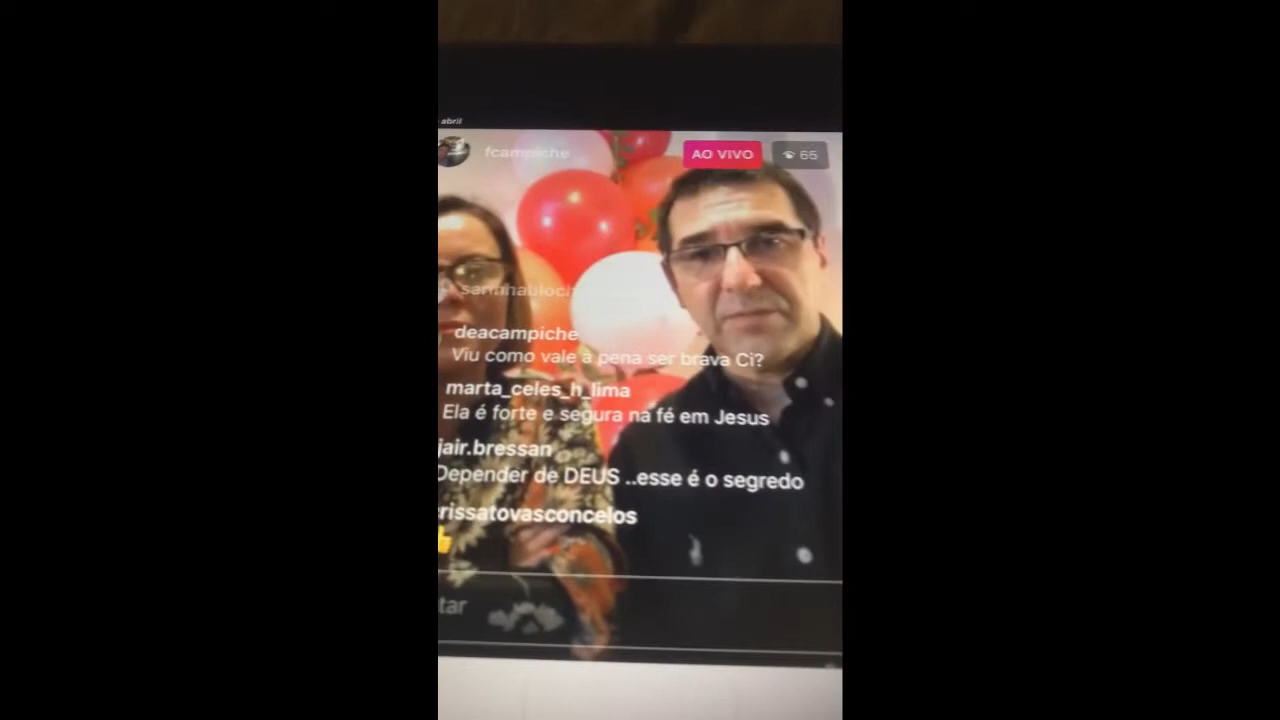 abril
fcampiche
AO VIVO
65
deacampiche
Viu como vale a pena ser brava Ci?
marta_celes_h_lima
Ela é forte e segura na fé em Jesus
jair.bressan
Depender de DEUS ..esse é o segredo
rissatovasconcelos
tar